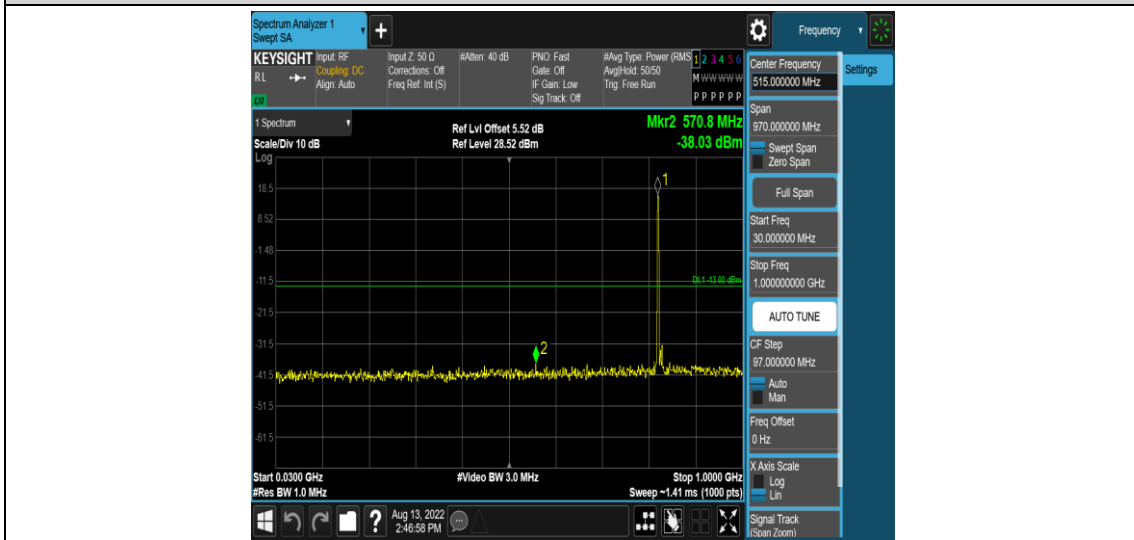 Spectrum Analyzer 1
Swept SA
+
Frequency
KEYSIGHT
RL
LXI
Input: RF
Coupling: DC
Align: Auto
Input Z: 50 Ω
Corrections: Off
Freq Ref: Int (S)
#Atten: 40 dB
PNO: Fast
Gate: Off
IF Gain: Low
Sig Track: Off
#Avg Type: Power (RMS
Avg|Hold: 50/50
Trig: Free Run
1 2 3 4 5 6
M W W W W W
P P P P P P
1 Spectrum
Scale/Div 10 dB
Log
Ref Lvl Offset 5.52 dB
Ref Level 28.52 dBm
Mkr2 570.8 MHz
-38.03 dBm
1
18.5
8.52
-1.48
-11.5
DL1 -13.00 dBm
-21.5
-31.5
2
-41.5
-51.5
-61.5
Start 0.0300 GHz
#Video BW 3.0 MHz
Stop 1.0000 GHz
#Res BW 1.0 MHz
Sweep ~1.41 ms (1000 pts)
?
Aug 13, 2022
2:46:58 PM
Center Frequency
515.000000 MHz
Settings
Span
970.000000 MHz
Swept Span
Zero Span
Full Span
Start Freq
30.000000 MHz
Stop Freq
1.000000000 GHz
AUTO TUNE
CF Step
97.000000 MHz
Auto
Man
Freq Offset
0 Hz
X Axis Scale
Log
Lin
Signal Track
(Span Zoom)